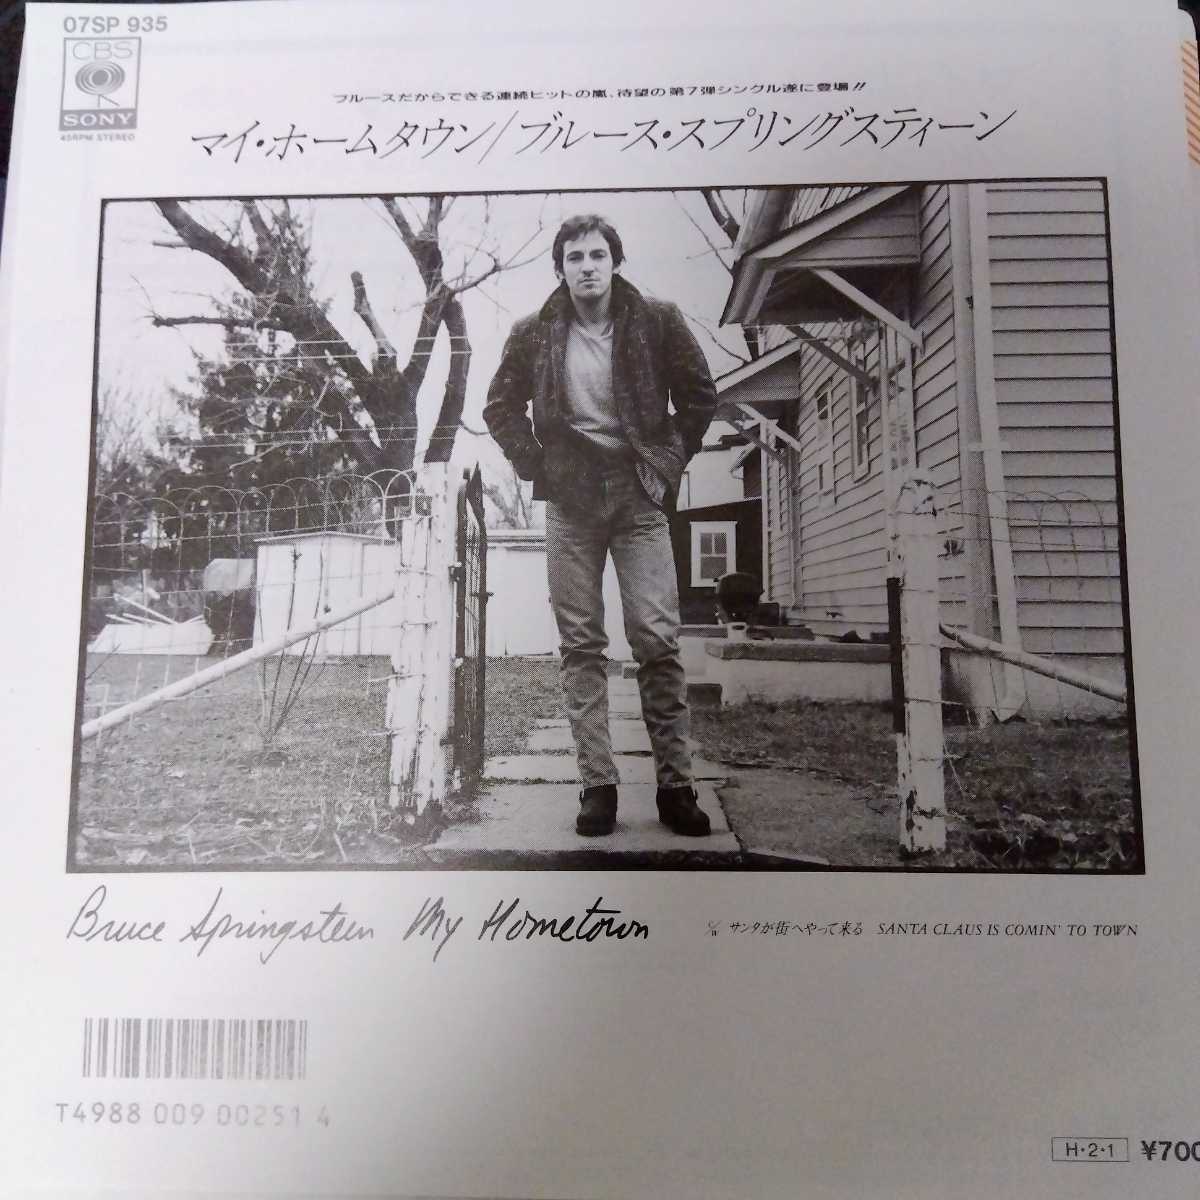 07SP 935
CBS
SONY
45RPM STEREO
ブルースだからできる連続ヒットの嵐、待望の第7弾シングル遂に登場!!
マイ・ホームタウン/ブルース・スプリングスティーン
Bruce Springsteen My Hometown
c/w サンタが街へやって来る SANTA CLAUS IS COMIN' TO TOWN
T4988 009 00251 4
H・2・1 ¥700